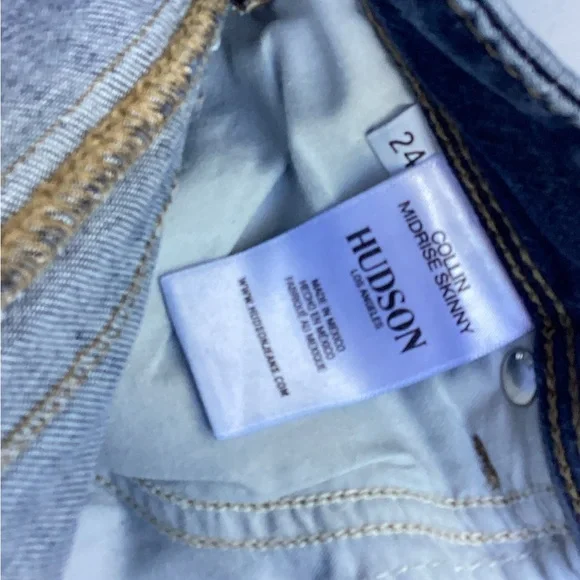 24
COLLIN
MIDRISE SKINNY
HUDSON
LOS ANGELES
MADE IN MEXICO
HECHO EN MEXICO
FABRIQUÉ AU MEXIQUE
WWW.HUDSONJEANS.COM